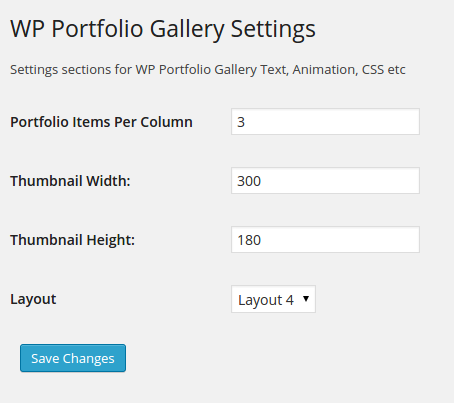 WP Portfolio Gallery Settings
Settings sections for WP Portfolio Gallery Text, Animation, CSS etc
Portfolio Items Per Column 3
Thumbnail Width: 300
Thumbnail Height: 180
Layout Layout 4
Save Changes